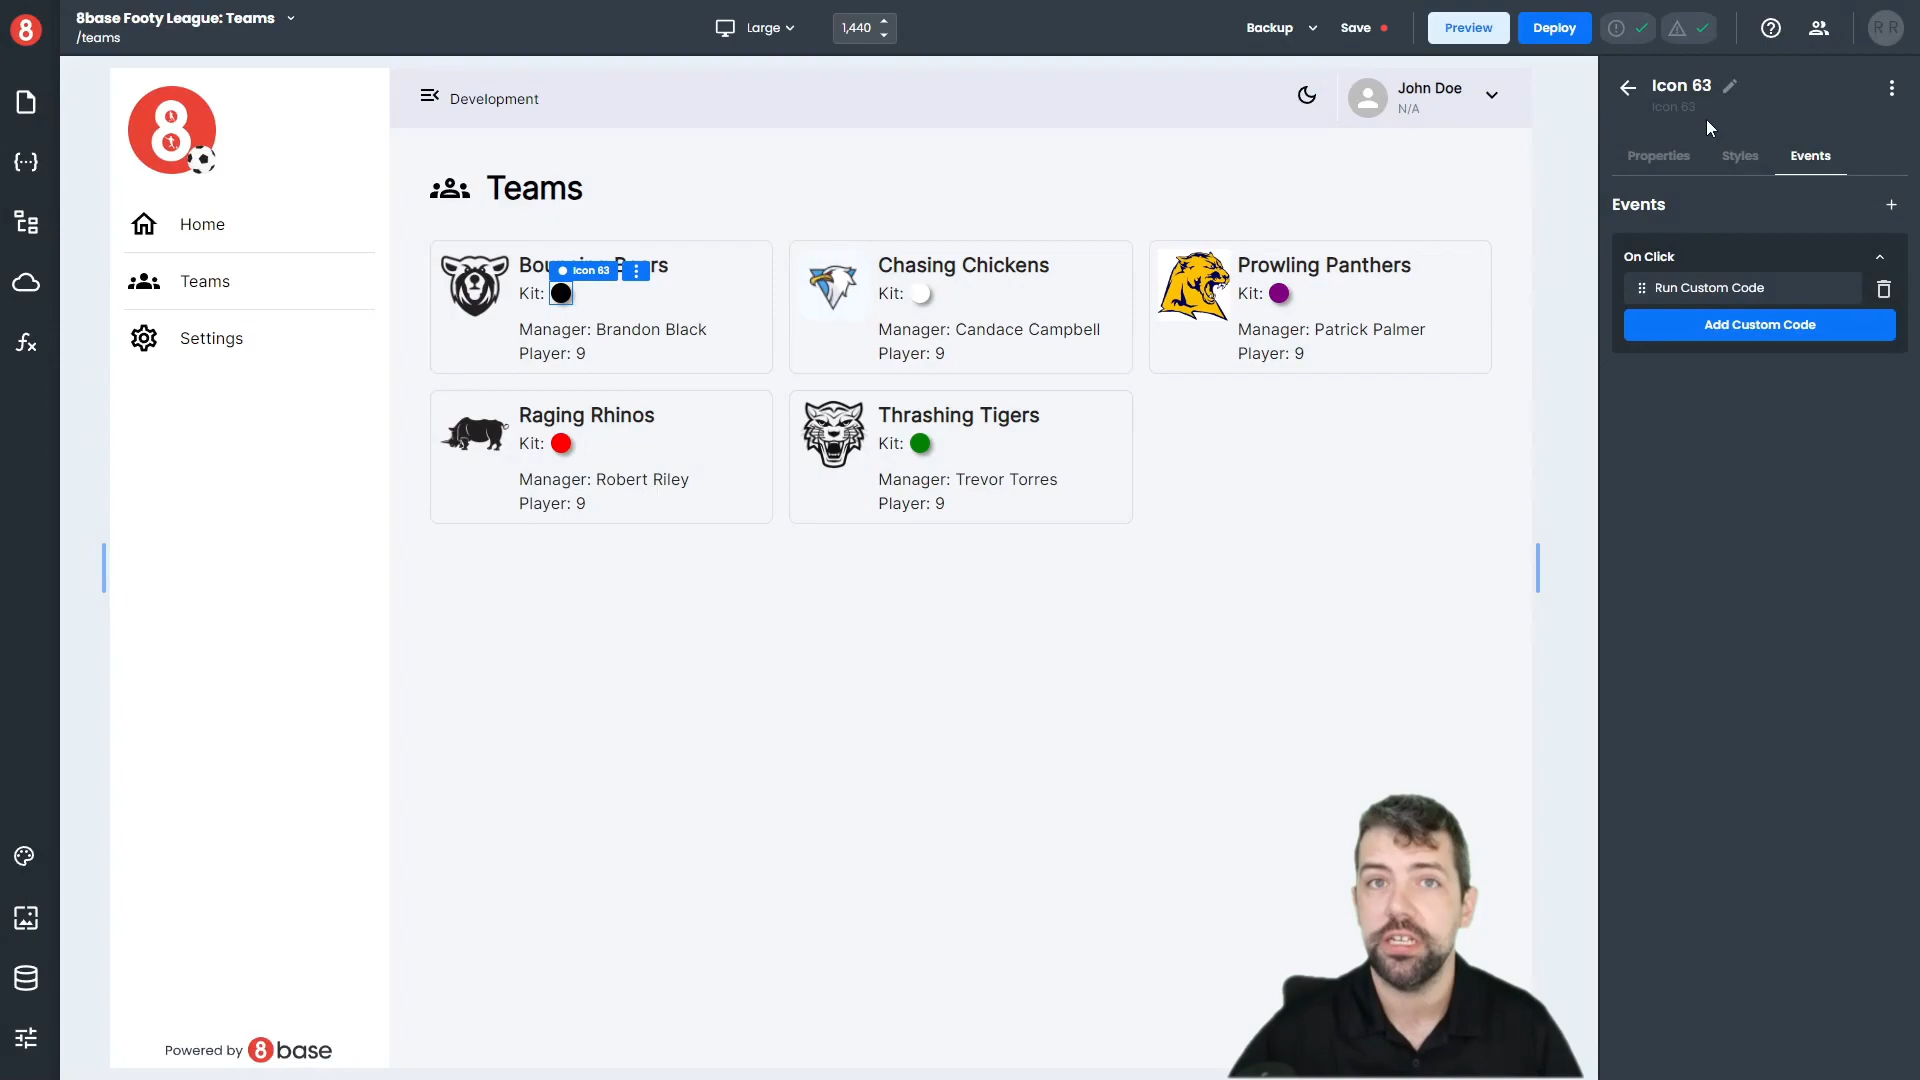 8base Footy League: Teams
/teams
Large
1,440
Backup
Save
Preview
Deploy
R R
Icon 63
Icon 63
Properties
Styles
Events
Events
On Click
Run Custom Code
Add Custom Code
8
Development
John Doe
N/A
Home
Teams
Settings
Teams
Icon 63
Kit:
Manager: Brandon Black
Player: 9
Chasing Chickens
Kit:
Manager: Candace Campbell
Player: 9
Prowling Panthers
Kit:
Manager: Patrick Palmer
Player: 9
Raging Rhinos
Kit:
Manager: Robert Riley
Player: 9
Thrashing Tigers
Kit:
Manager: Trevor Torres
Player: 9
Powered by 8base